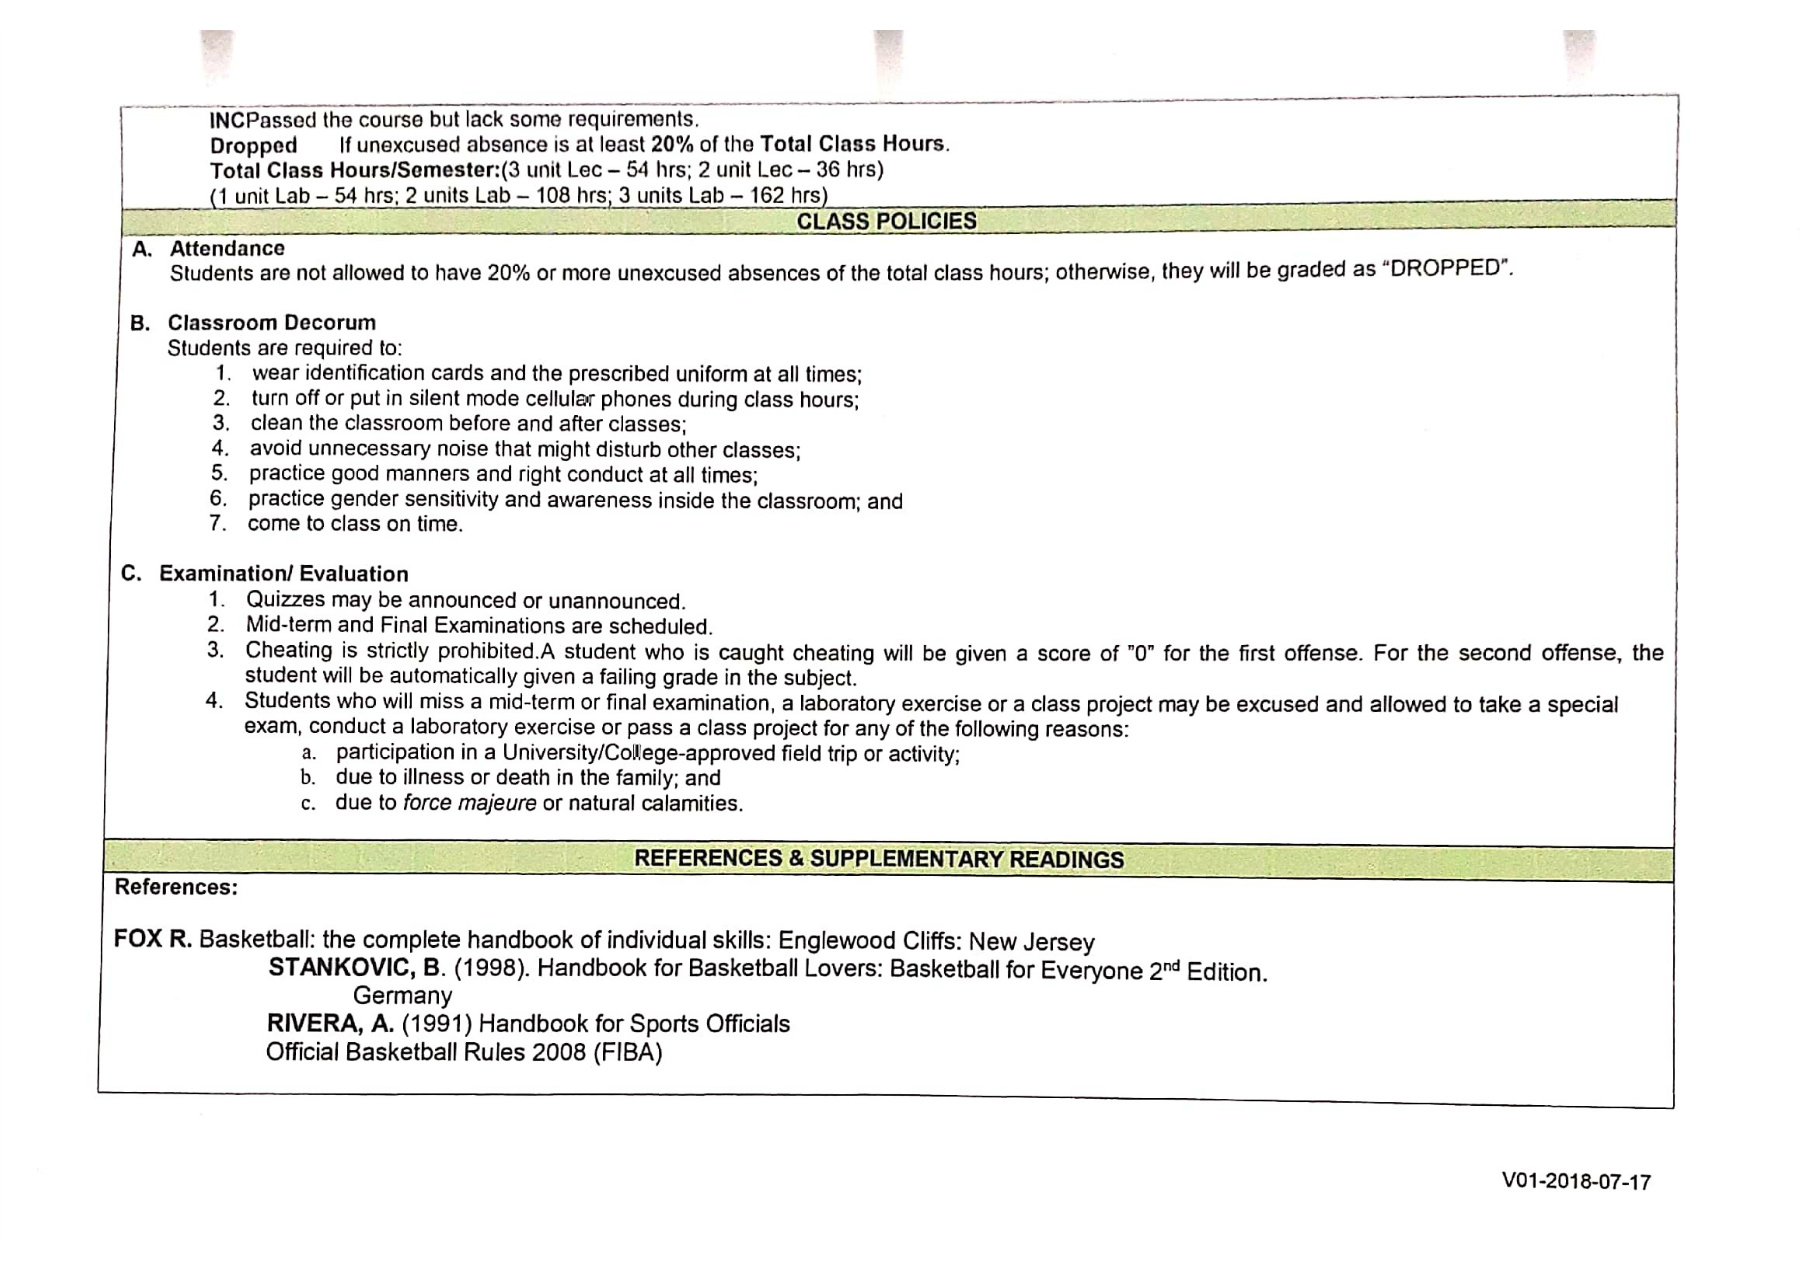 INCPassed the course but lack some requirements.
Dropped If unexcused absence is at least 20% of the Total Class Hours.
Total Class Hours/Semester:(3 unit Lec – 54 hrs; 2 unit Lec – 36 hrs)
(1 unit Lab – 54 hrs; 2 units Lab – 108 hrs; 3 units Lab – 162 hrs)
CLASS POLICIES
A. Attendance
Students are not allowed to have 20% or more unexcused absences of the total class hours; otherwise, they will be graded as “DROPPED”.
B. Classroom Decorum
Students are required to:
1. wear identification cards and the prescribed uniform at all times;
2. turn off or put in silent mode cellular phones during class hours;
3. clean the classroom before and after classes;
4. avoid unnecessary noise that might disturb other classes;
5. practice good manners and right conduct at all times;
6. practice gender sensitivity and awareness inside the classroom; and
7. come to class on time.
C. Examination/ Evaluation
1. Quizzes may be announced or unannounced.
2. Mid-term and Final Examinations are scheduled.
3. Cheating is strictly prohibited.A student who is caught cheating will be given a score of ”0” for the first offense. For the second offense, the
student will be automatically given a failing grade in the subject.
4. Students who will miss a mid-term or final examination, a laboratory exercise or a class project may be excused and allowed to take a special
exam, conduct a laboratory exercise or pass a class project for any of the following reasons:
a. participation in a University/College-approved field trip or activity;
b. due to illness or death in the family; and
c. due to force majeure or natural calamities.
REFERENCES & SUPPLEMENTARY READINGS
References:
FOX R. Basketball: the complete handbook of individual skills: Englewood Cliffs: New Jersey
STANKOVIC, B. (1998). Handbook for Basketball Lovers: Basketball for Everyone 2nd Edition.
Germany
RIVERA, A. (1991) Handbook for Sports Officials
Official Basketball Rules 2008 (FIBA)
V01-2018-07-17